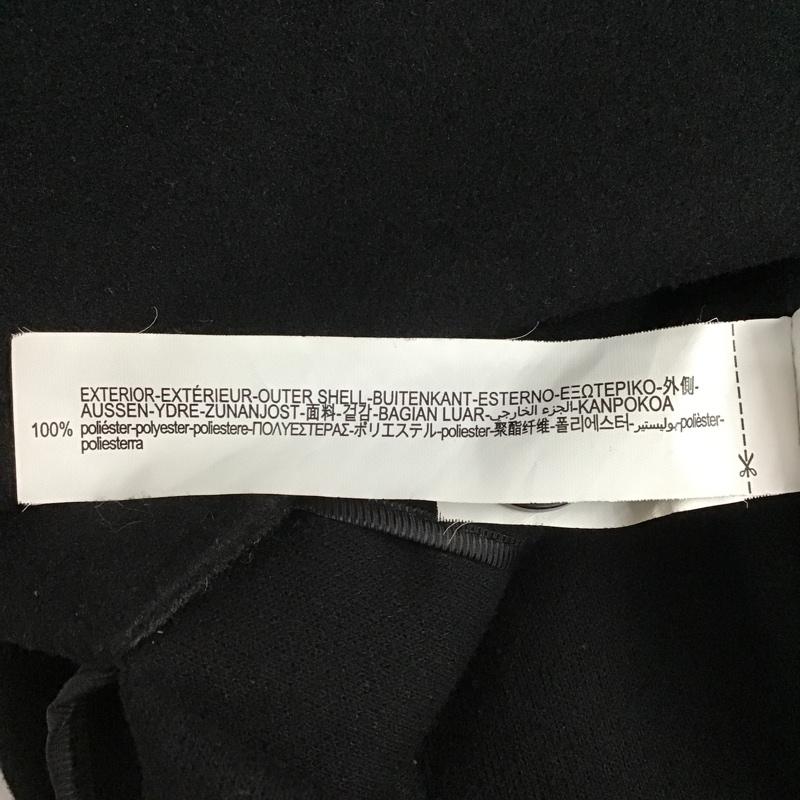 EXTERIOR-EXTÉRIEUR-OUTER SHELL-BUITENKANT-ESTERNO-ΕΞΩΤΕΡΙΚΟ-外側-
AUSSEN-YDRE-ZUNANJOST-面料-겉감-BAGIAN LUAR-الجزء الخارجي-KANPOKOA
100% poliéster-polyester-poliestere-ΠΟΛΥΕΣΤΕΡΑΣ-ポリエステル-poliester-聚酯纤维-폴리에스터-بوليستير-polièster-
poliesterra